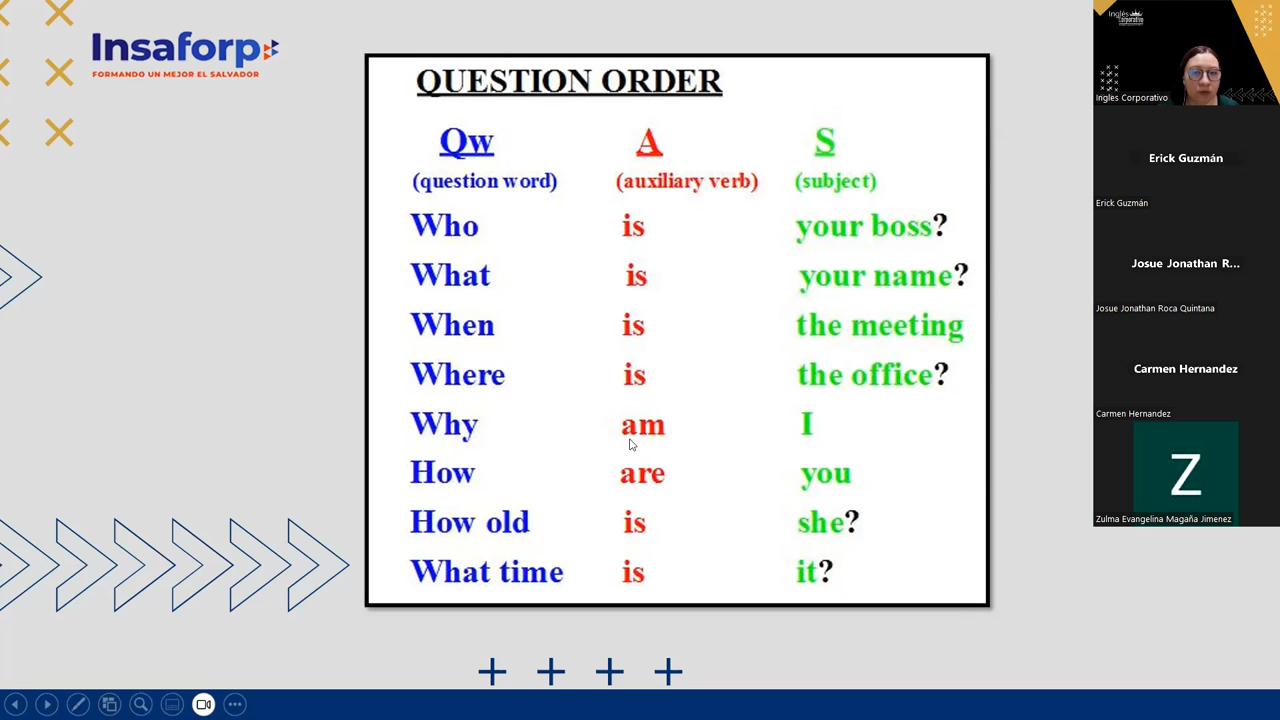 Insaforp
FORMANDO UN MEJOR EL SALVADOR
QUESTION ORDER
Qw A S
(question word) (auxiliary verb) (subject)
Who is your boss?
What is your name?
When is the meeting
Where is the office?
Why am I
How are you
How old is she?
What time is it?
Inglés
Corporativo
Ingles Corporativo
Erick Guzmán
Erick Guzmán
Josue Jonathan R...
Josue Jonathan Roca Quintana
Carmen Hernandez
Carmen Hernandez
Z
Zulma Evangelina Magaña Jimenez